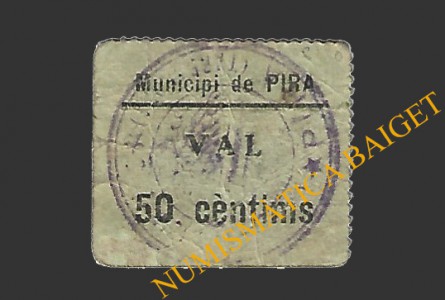 Municipi de PIRA
VAL
50 cèntims
NUMISMATICA BAIGET